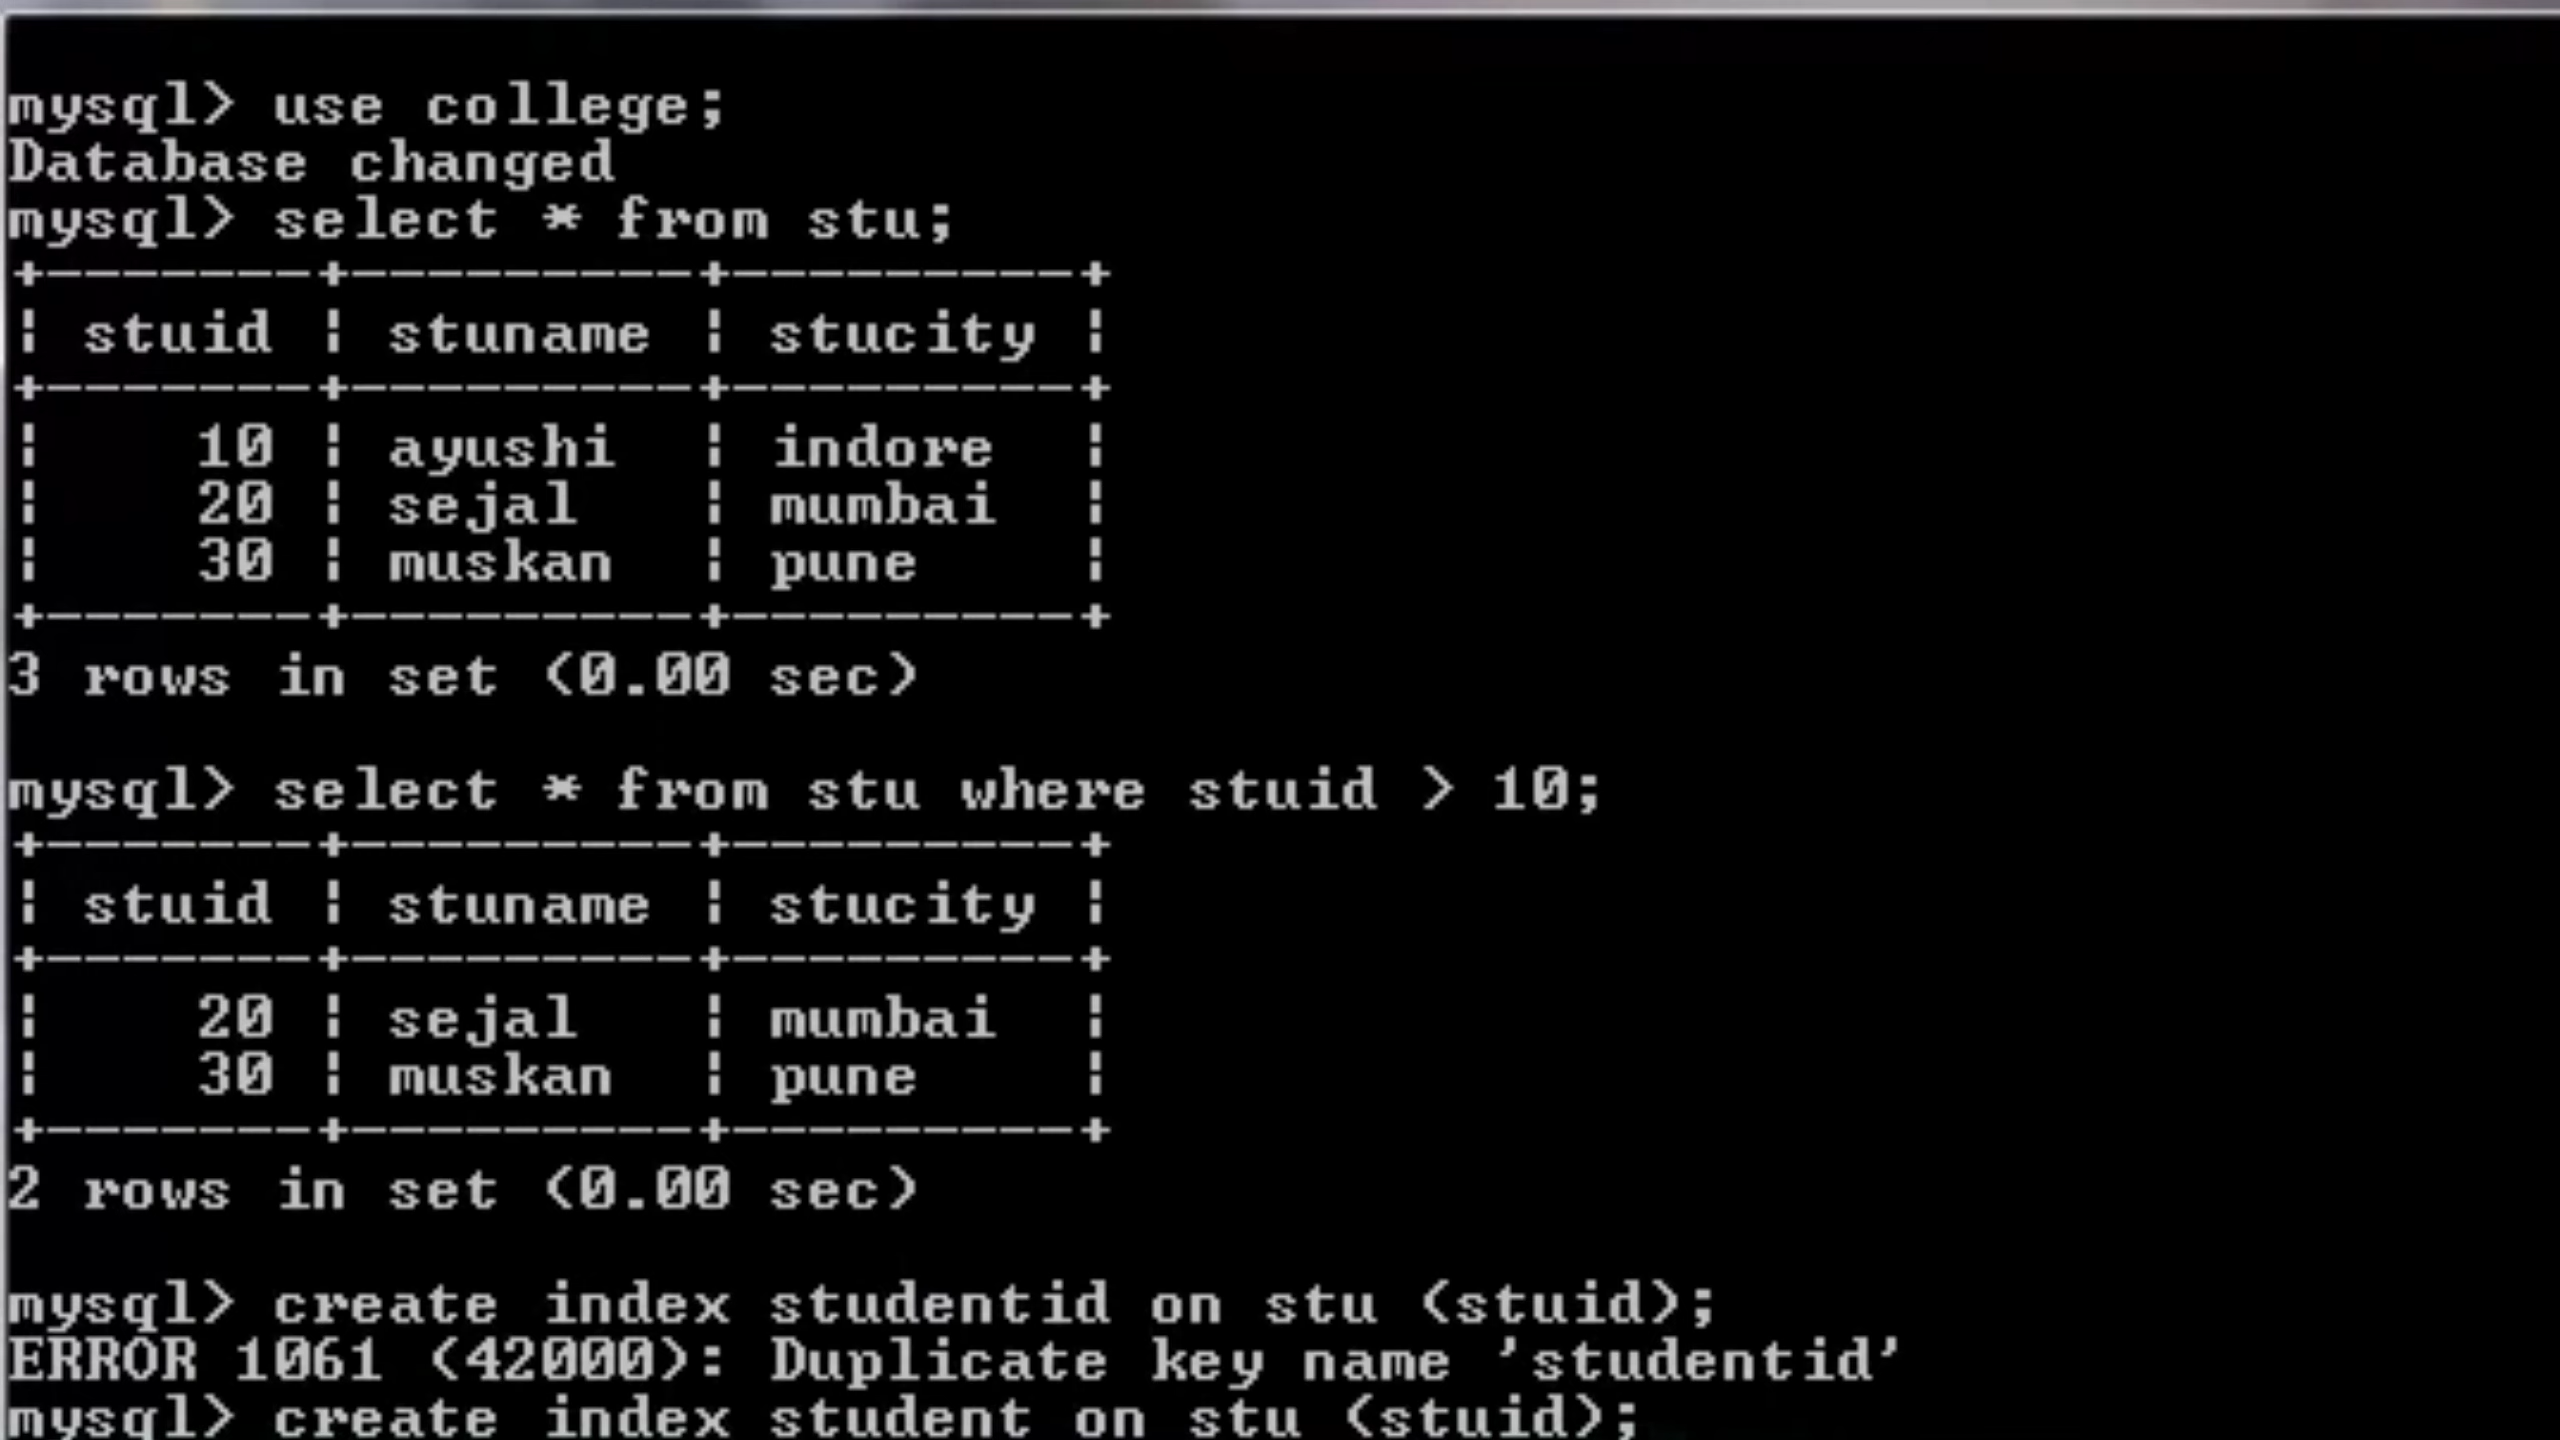 mysql> use college;
Database changed
mysql> select * from stu;
+-------+---------+---------+
| stuid | stuname | stucity |
+-------+---------+---------+
|    10 | ayushi  | indore  |
|    20 | sejal   | mumbai  |
|    30 | muskan  | pune    |
+-------+---------+---------+
3 rows in set (0.00 sec)
mysql> select * from stu where stuid > 10;
+-------+---------+---------+
| stuid | stuname | stucity |
+-------+---------+---------+
|    20 | sejal   | mumbai  |
|    30 | muskan  | pune    |
+-------+---------+---------+
2 rows in set (0.00 sec)
mysql> create index studentid on stu (stuid);
ERROR 1061 (42000): Duplicate key name 'studentid'
mysql> create index student on stu (stuid);